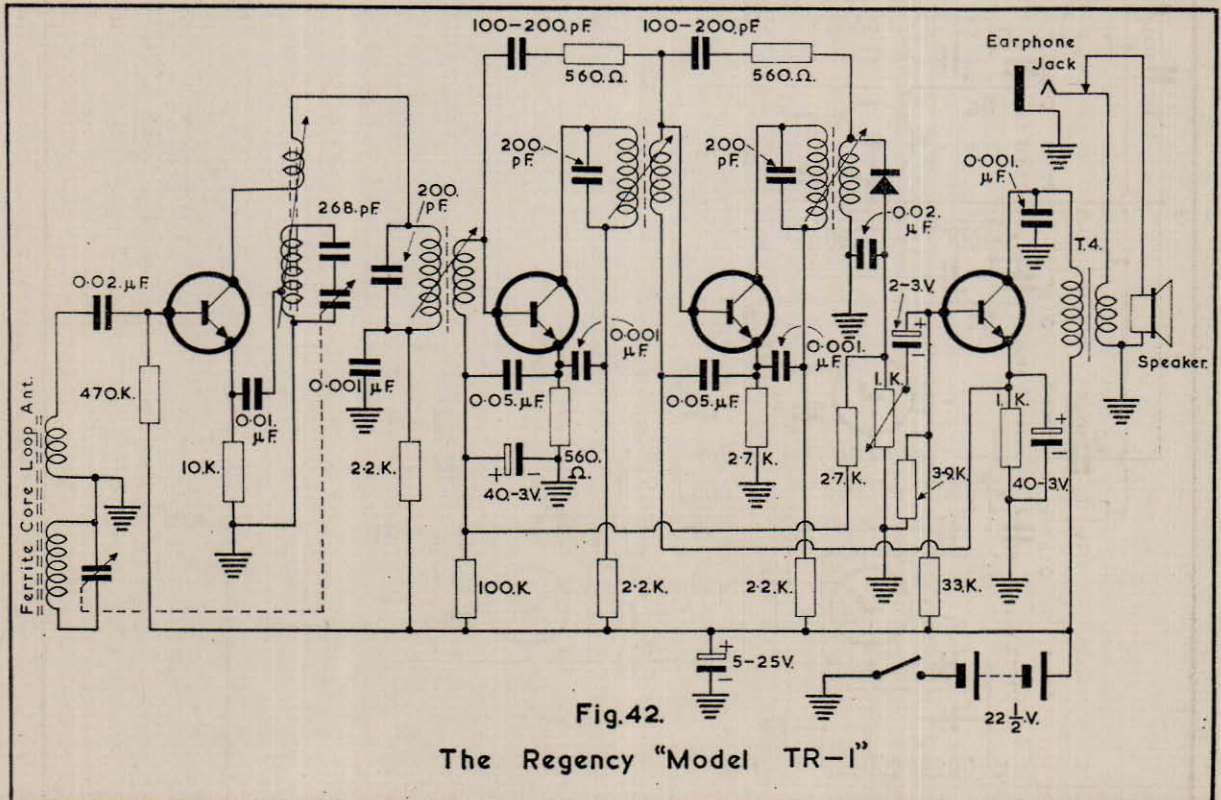 100-200.pF.
560.Ω.
100-200.pF.
560.Ω.
Earphone
Jack
200
pF.
200
pF.
0·001.
μF.
268.pF.
200.
pF.
0·02.
μF.
T.4.
0·02.μF.
2-3.V.
+
-
Speaker.
470.K.
0·01.
μF.
0·001.μF.
0·05.μF.
0·001
μF.
0·05.μF.
0·001.
μF.
1.K.
1.K.
+
-
10.K.
2·2.K.
+
-
40.-3.V.
560.
Ω.
2·7.K.
2·7.K.
3·9.K.
40-3.V.
Ferrite Core Loop Ant.
100.K.
2·2.K.
2·2.K.
33.K.
+
-
5-25V.
22 1/2.V.
Fig.42.
The Regency "Model TR-1"